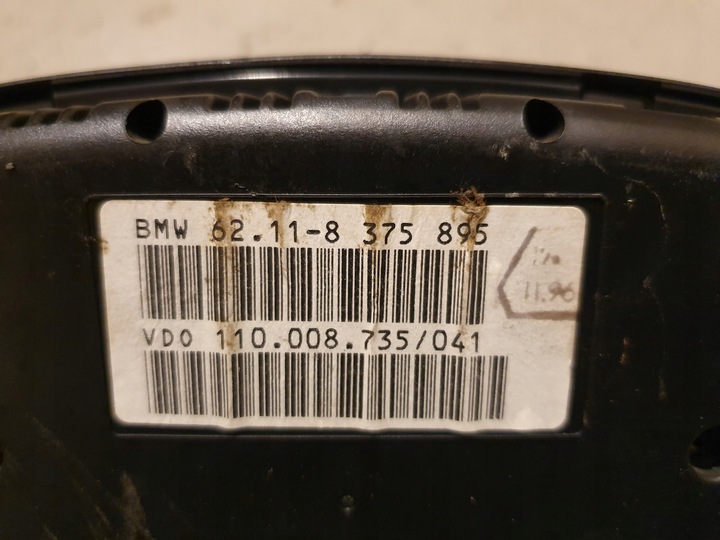 BMW 62.11-8 375 895
11.96
VDO 110.008.735/041